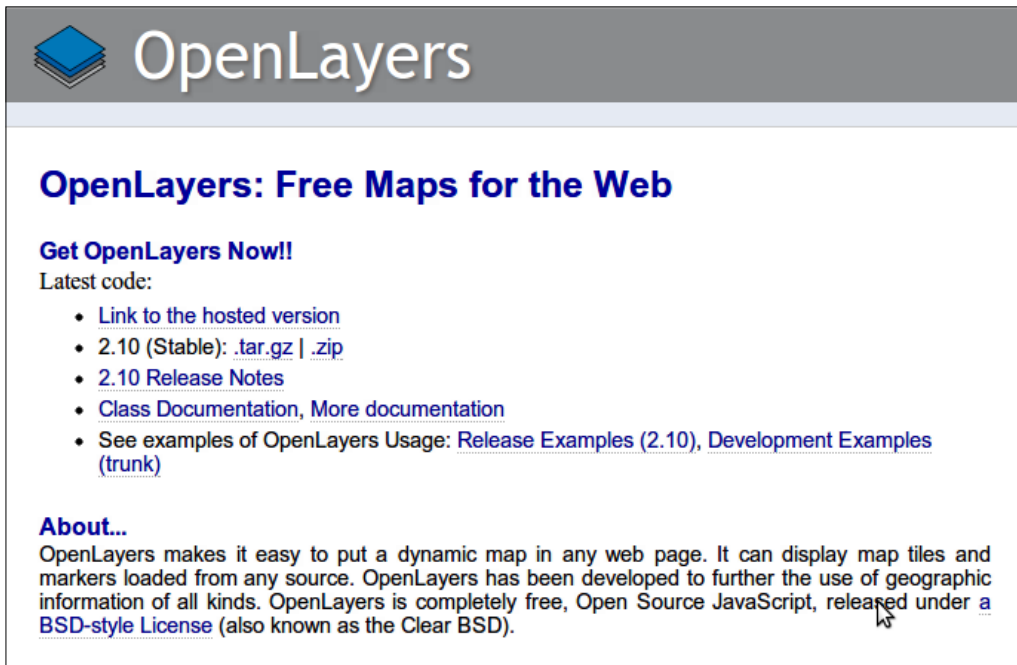 OpenLayers
OpenLayers: Free Maps for the Web
Get OpenLayers Now!!
Latest code:
• Link to the hosted version
• 2.10 (Stable): .tar.gz | .zip
• 2.10 Release Notes
• Class Documentation, More documentation
• See examples of OpenLayers Usage: Release Examples (2.10), Development Examples
(trunk)
About...
OpenLayers makes it easy to put a dynamic map in any web page. It can display map tiles and
markers loaded from any source. OpenLayers has been developed to further the use of geographic
information of all kinds. OpenLayers is completely free, Open Source JavaScript, released under a
BSD-style License (also known as the Clear BSD).